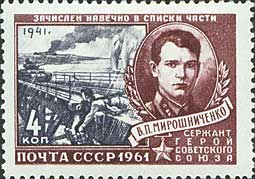 ЗАЧИСЛЕН НАВЕЧНО В СПИСКИ ЧАСТИ
1941г.
В.П. МИРОШНИЧЕНКО
4
КОП
СЕРЖАНТ
ГЕРОЙ
СОВЕТСКОГО
СОЮЗА
ПОЧТА СССР 1961